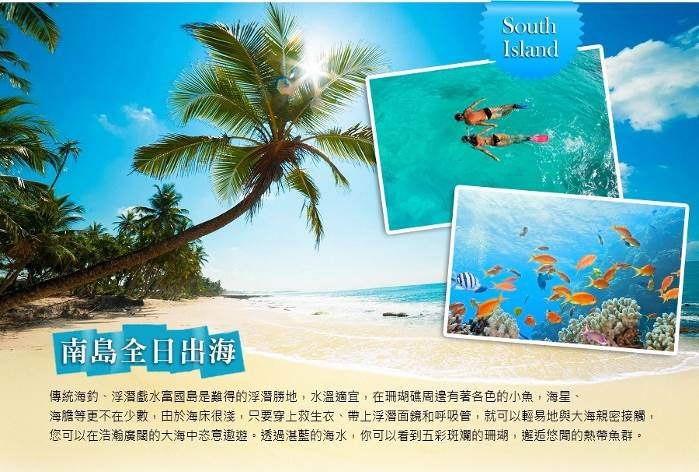 South
Island
南島全日出海
傳統海釣、浮潛戲水富國島是難得的浮潛勝地，水溫適宜，在珊瑚礁周邊有著各色的小魚，海星、
海膽等更不在少數，由於海床很淺，只要穿上救生衣、帶上浮潛面鏡和呼吸管，就可以輕易地與大海親密接觸，
您可以在浩瀚廣闊的大海中恣意遨遊。透過湛藍的海水，你可以看到五彩斑斕的珊瑚，邂逅悠閒的熱帶魚群。